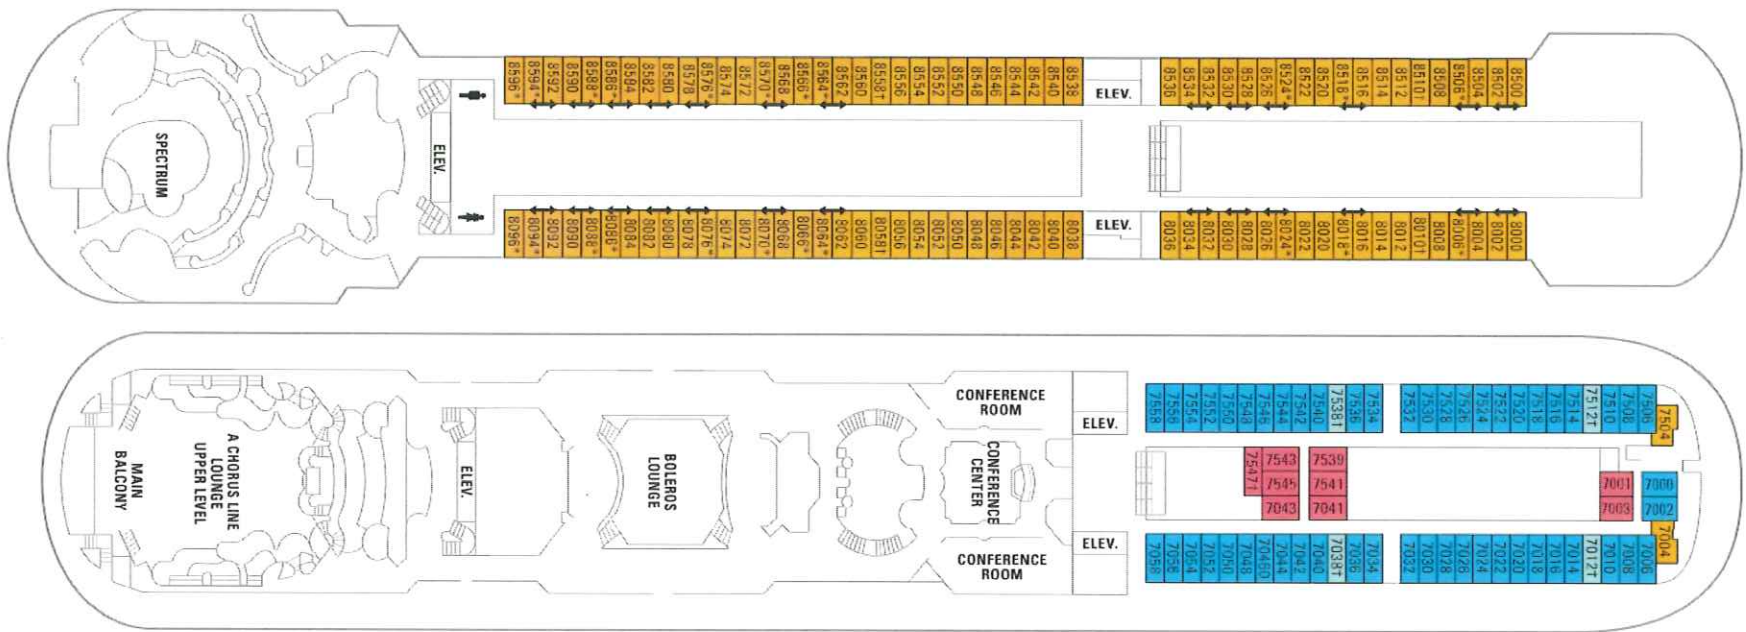 8596* 8594* 8592 8590 8588* 8586* 8584 8582 8580 8578 8576* 8574 8572 8570* 8568 8566* 8564* 8562 8560 8558† 8556 8554 8552 8550 8548 8546 8544 8542 8540 8538
ELEV.
8536 8534 8532 8530 8528 8526 8524* 8522 8520 8518* 8516 8514 8512 8510† 8508 8506* 8504 8502 8500
SPECTRUM
ELEV.
8096* 8094* 8092 8090 8088* 8086* 8084 8082 8080 8078 8076* 8074 8072 8070* 8068 8066* 8064* 8062 8060 8058† 8056 8054 8052 8050 8048 8046 8044 8042 8040 8038
ELEV.
8036 8034 8032 8030 8028 8026 8024* 8022 8020 8018* 8016 8014 8012 8010† 8008 8006* 8004 8002 8000
CONFERENCE
ROOM
ELEV.
7558 7556 7554 7552 7550 7548 7546 7544 7542 7540 7538† 7536 7534
7532 7530 7528 7526 7524 7522 7520 7518 7516 7514 7512† 7510 7508 7506
7504
MAIN
BALCONY
A CHORUS LINE
LOUNGE
UPPER LEVEL
ELEV.
BOLEROS
LOUNGE
CONFERENCE
CENTER
7547† 7543 7539
7545 7541
7043 7041
7001 7000
7003 7002
7004
CONFERENCE
ROOM
ELEV.
7058 7056 7054 7052 7050 7048 7046 7044 7042 7040 7038† 7036 7034
7032 7030 7028 7026 7024 7022 7020 7018 7016 7014 7012† 7010 7008 7006